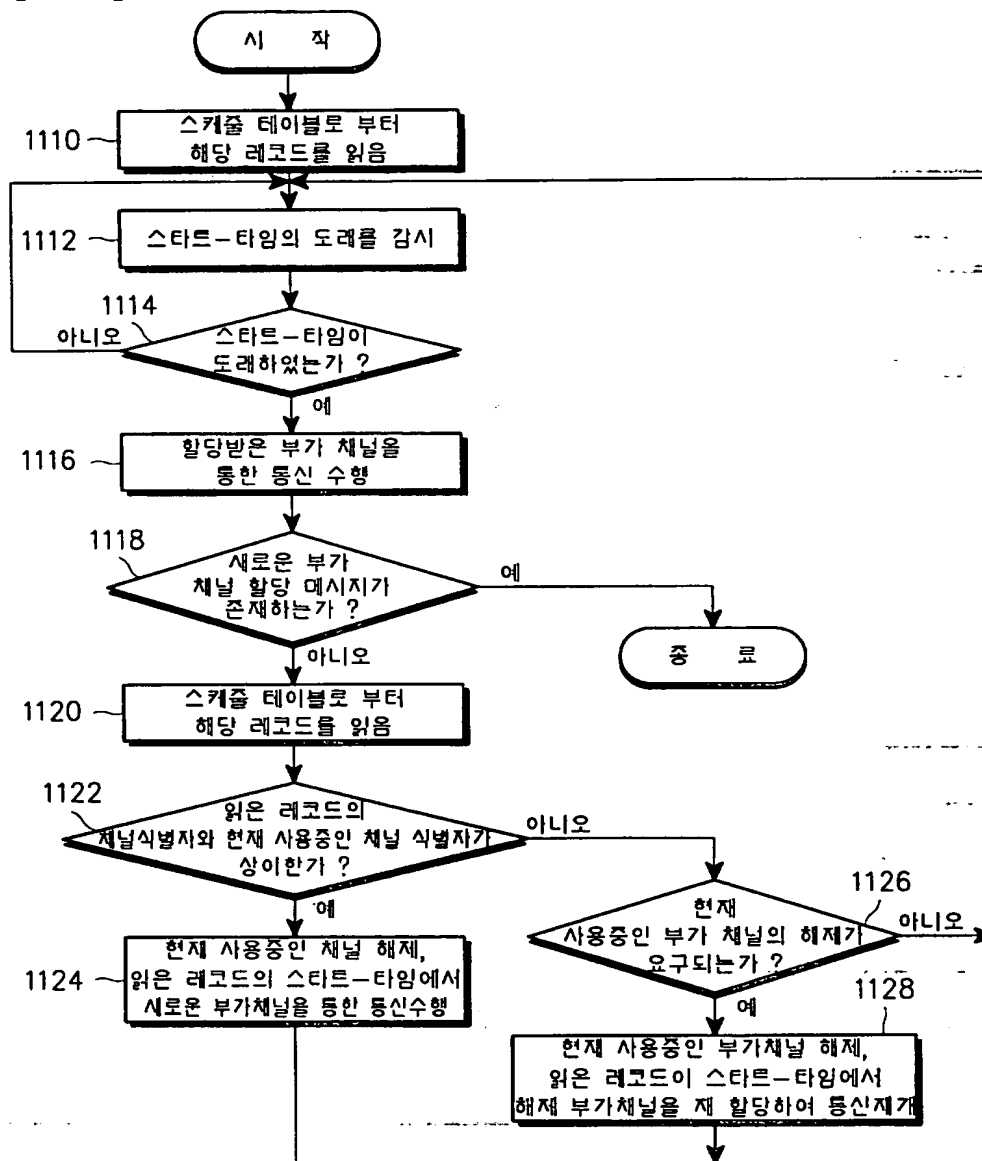 시 작
1110
스케줄 테이블로 부터
해당 레코드를 읽음
1112
스타트-타임의 도래를 감시
1114
아니오
스타트-타임이
도래하였는가 ?
예
1116
할당받은 부가 채널을
통한 통신 수행
1118
새로운 부가
채널 할당 메시지가
존재하는가 ?
예
종 료
아니오
1120
스케줄 테이블로 부터
해당 레코드를 읽음
1122
읽은 레코드의
채널식별자와 현재 사용중인 채널 식별자가
상이한가 ?
아니오
예
1126
현재
사용중인 부가 채널의 해제가
요구되는가 ?
아니오
예
1124
현재 사용중인 채널 해제,
읽은 레코드의 스타트-타임에서
새로운 부가채널을 통한 통신수행
1128
현재 사용중인 부가채널 해제,
읽은 레코드이 스타트-타임에서
해제 부가채널을 재 할당하여 통신재개